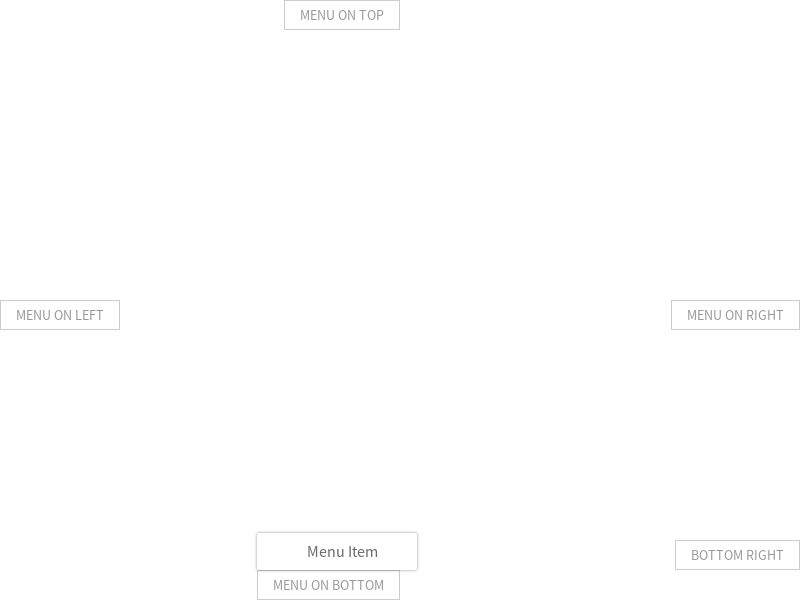 MENU ON TOP
MENU ON LEFT
MENU ON RIGHT
Menu Item
BOTTOM RIGHT
MENU ON BOTTOM